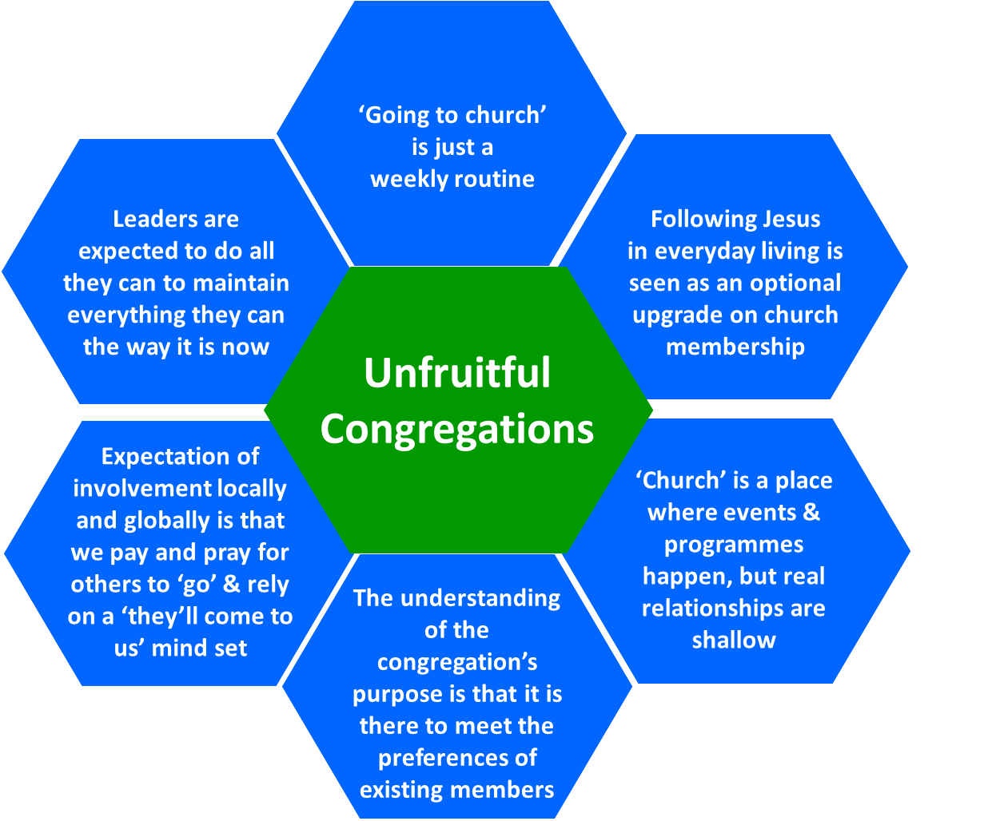 ‘Going to church’
is just a
weekly routine
Following Jesus
in everyday living is
seen as an optional
upgrade on church
membership
‘Church’ is a place
where events &
programmes
happen, but real
relationships are
shallow
The understanding
of the
congregation’s
purpose is that it is
there to meet the
preferences of
existing members
Expectation of
involvement locally
and globally is that
we pay and pray for
others to ‘go’ & rely
on a ‘they’ll come to
us’ mind set
Leaders are
expected to do all
they can to maintain
everything they can
the way it is now
Unfruitful
Congregations